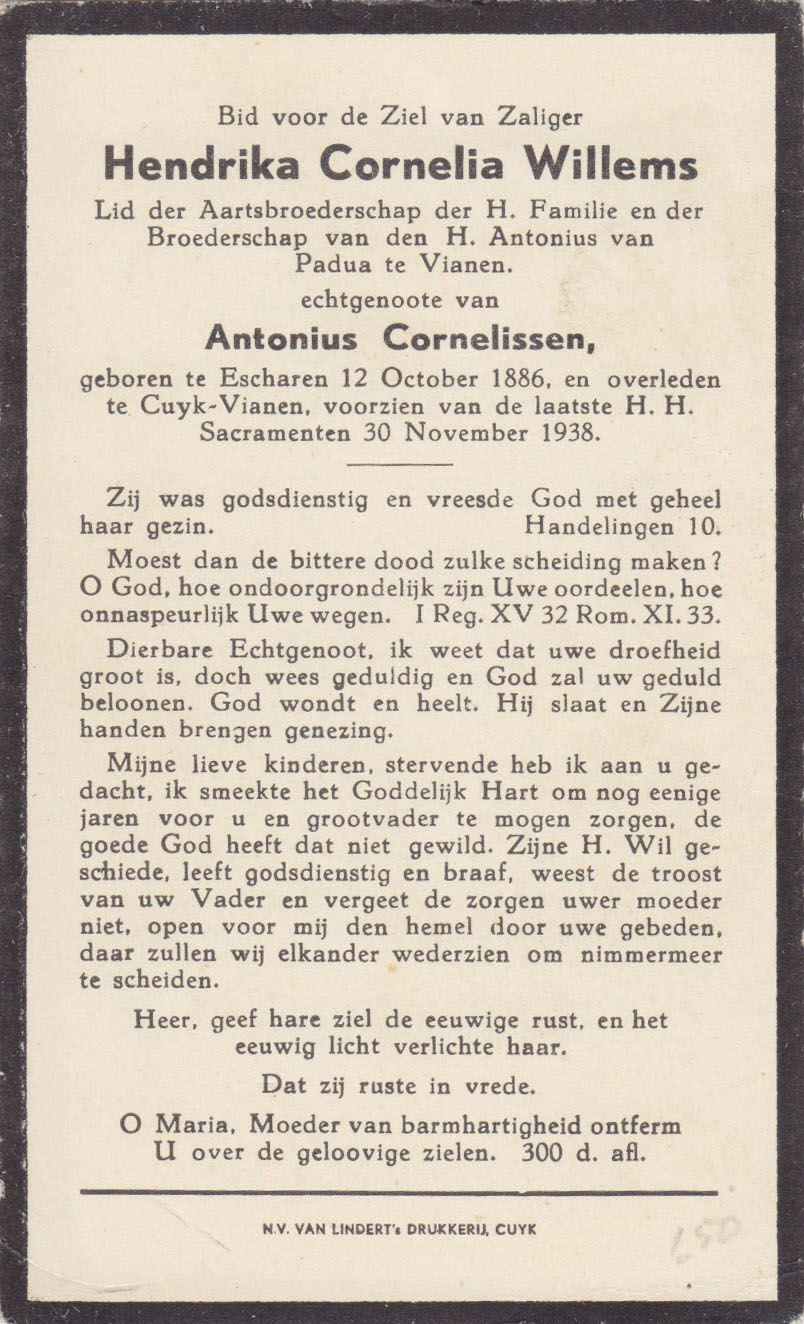 Bid voor de Ziel van Zaliger
Hendrika Cornelia Willems
Lid der Aartsbroederschap der H. Familie en der
Broederschap van den H. Antonius van
Padua te Vianen.
echtgenoote van
Antonius Cornelissen,
geboren te Escharen 12 October 1886, en overleden
te Cuyk-Vianen, voorzien van de laatste H. H.
Sacramenten 30 November 1938.
Zij was godsdienstig en vreesde God met geheel
haar gezin. Handelingen 10.
Moest dan de bittere dood zulke scheiding maken?
O God, hoe ondoorgrondelijk zijn Uwe oordeelen, hoe
onnaspeurlijk Uwe wegen. I Reg. XV 32 Rom. XI. 33.
Dierbare Echtgenoot, ik weet dat uwe droefheid
groot is, doch wees geduldig en God zal uw geduld
beloonen. God wondt en heelt. Hij slaat en Zijne
handen brengen genezing.
Mijne lieve kinderen, stervende heb ik aan u ge-
dacht, ik smeekte het Goddelijk Hart om nog eenige
jaren voor u en grootvader te mogen zorgen, de
goede God heeft dat niet gewild. Zijne H. Wil ge-
schiede, leeft godsdienstig en braaf, weest de troost
van uw Vader en vergeet de zorgen uwer moeder
niet, open voor mij den hemel door uwe gebeden,
daar zullen wij elkander wederzien om nimmermeer
te scheiden.
Heer, geef hare ziel de eeuwige rust, en het
eeuwig licht verlichte haar.
Dat zij ruste in vrede.
O Maria, Moeder van barmhartigheid ontferm
U over de geloovige zielen. 300 d. afl.
N.V. VAN LINDERT's DRUKKERIJ, CUYK